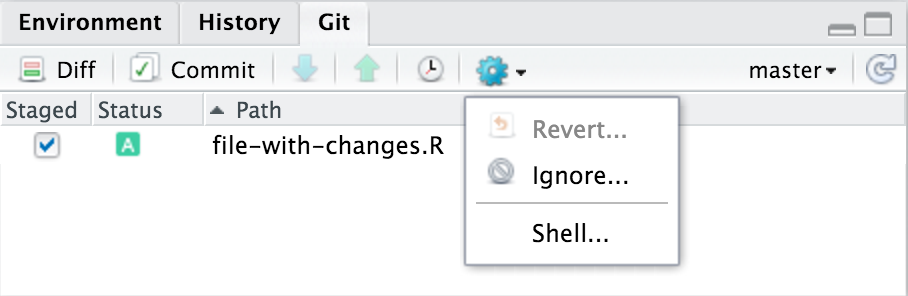 Environment History Git
Diff Commit master
Staged Status Path
A file-with-changes.R
Revert...
Ignore...
Shell...